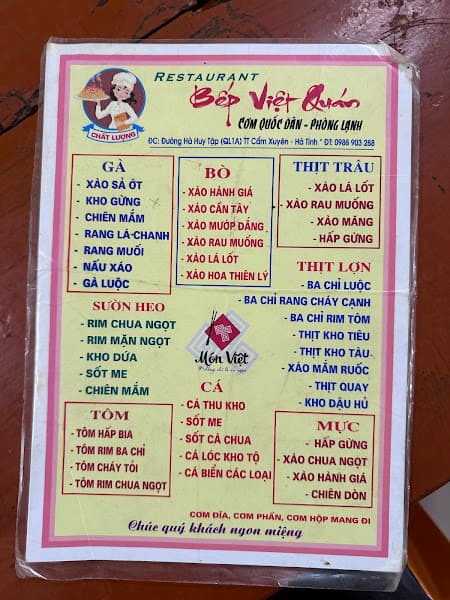 RESTAURANT
Bếp Việt Quán
CƠM QUỐC DÂN - PHÒNG LẠNH
CHẤT LƯỢNG
ĐC: Đường Hà Huy Tập (QL1A) TT Cẩm Xuyên - Hà Tĩnh * ĐT: 0986 903 288
GÀ
- XÀO SẢ ỚT
- KHO GỪNG
- CHIÊN MẮM
- RANG LÁ-CHANH
- RANG MUỐI
- NẤU XÁO
- GÀ LUỘC
BÒ
- XÀO HÀNH GIÁ
- XÀO CẦN TÂY
- XÀO MƯỚP ĐẮNG
- XÀO RAU MUỐNG
- XÀO LÁ LỐT
- XÀO HOA THIÊN LÝ
THỊT TRÂU
- XÀO LÁ LỐT
- XÀO RAU MUỐNG
- XÀO MĂNG
- HẤP GỪNG
SƯỜN HEO
- RIM CHUA NGỌT
- RIM MẶN NGỌT
- KHO DỨA
- SỐT ME
- CHIÊN MẮM
Món Việt
THỊT LỢN
- BA CHỈ LUỘC
- BA CHỈ RANG CHÁY CẠNH
- BA CHỈ RIM TÔM
- THỊT KHO TIÊU
- THỊT KHO TÀU
- XÀO MẮM RUỐC
- THỊT QUAY
- KHO ĐẬU HỦ
TÔM
- TÔM HẤP BIA
- TÔM RIM BA CHỈ
- TÔM CHÁY TỎI
- TÔM RIM CHUA NGỌT
CÁ
- CÁ THU KHO
- SỐT ME
- SỐT CÀ CHUA
- CÁ LÓC KHO TỘ
- CÁ BIỂN CÁC LOẠI
MỰC
- HẤP GỪNG
- XÀO CHUA NGỌT
- XÀO HÀNH GIÁ
- CHIÊN DÒN
CƠM DĨA, CƠM PHẦN, CƠM HỘP MANG ĐI
Chúc quý khách ngon miệng